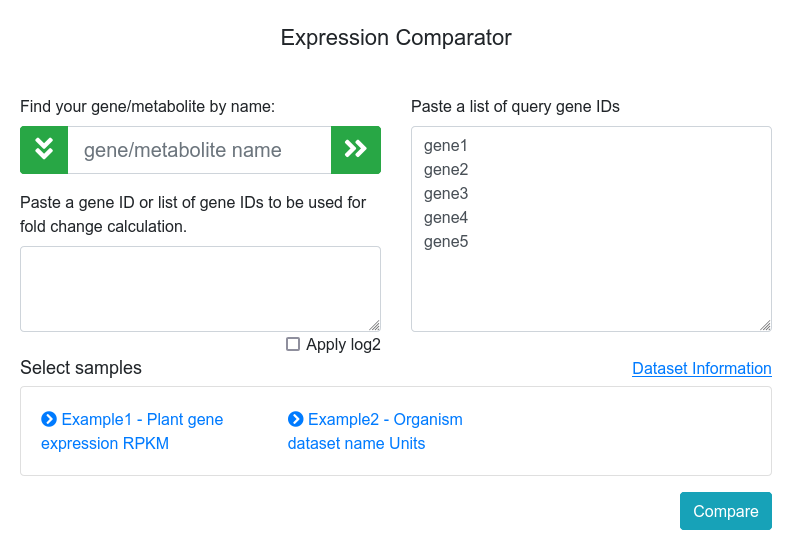 Expression Comparator
Find your gene/metabolite by name:
gene/metabolite name
Paste a gene ID or list of gene IDs to be used for
fold change calculation.
Apply log2
Paste a list of query gene IDs
gene1
gene2
gene3
gene4
gene5
Select samples
Dataset Information
Example1 - Plant gene
expression RPKM
Example2 - Organism
dataset name Units
Compare